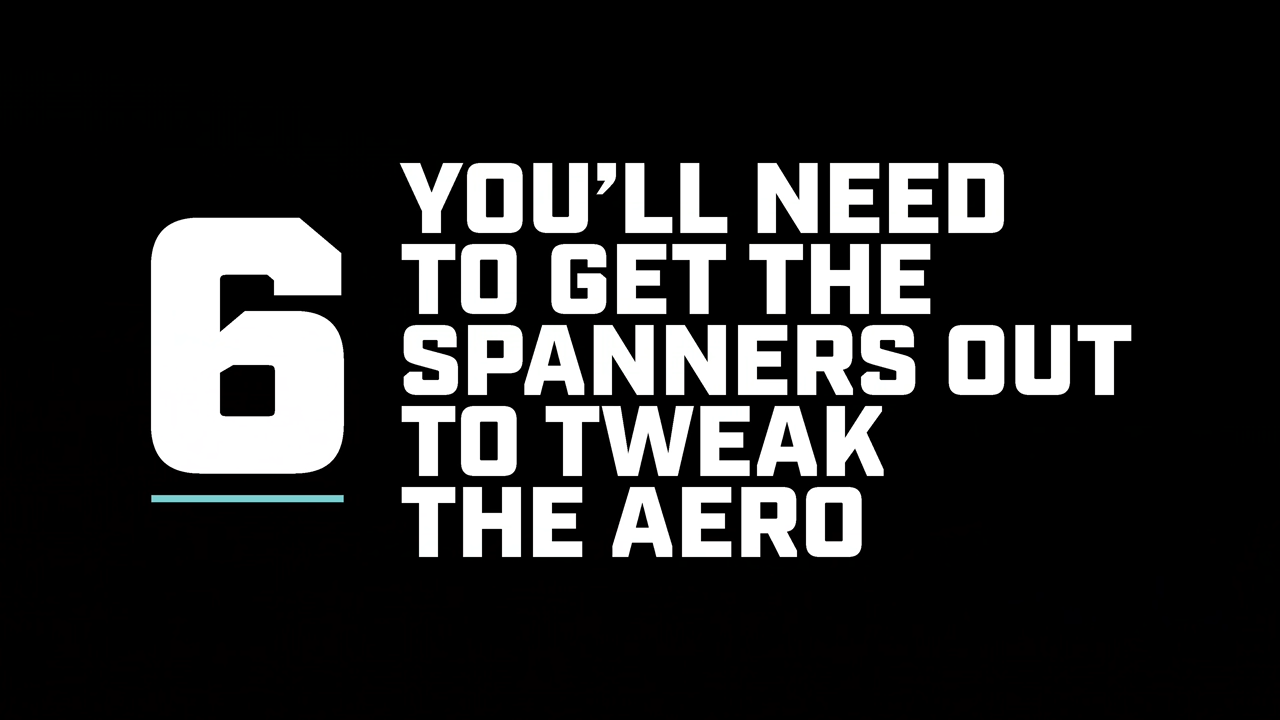 6
YOU’LL NEED
TO GET THE
SPANNERS OUT
TO TWEAK
THE AERO